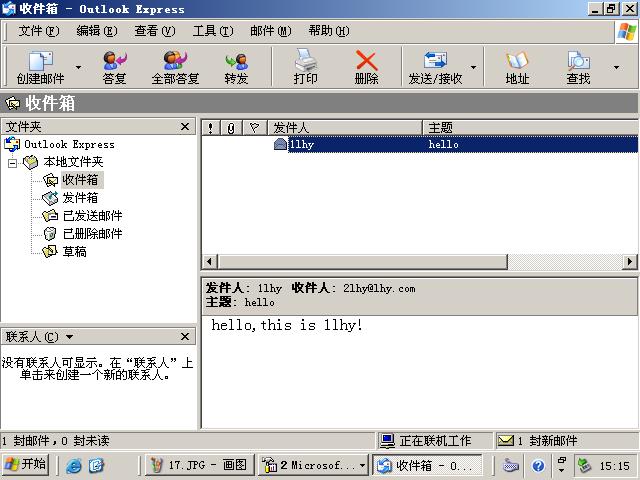 收件箱 - Outlook Express
文件(F) 编辑(E) 查看(V) 工具(T) 邮件(M) 帮助(H)
创建邮件 答复 全部答复 转发 打印 删除 发送/接收 地址 查找
收件箱
文件夹
Outlook Express
本地文件夹
收件箱
发件箱
已发送邮件
已删除邮件
草稿
! 发件人 主题
1lhy hello
发件人: 1lhy 收件人: 2lhy@lhy.com
主题: hello
hello,this is 1lhy!
联系人(C)
没有联系人可显示。在“联系人”上
单击来创建一个新的联系人。
1 封邮件,0 封未读 正在联机工作 1 封新邮件
开始 17.JPG - 画图 2 Microsof... 收件箱 - O... 15:15